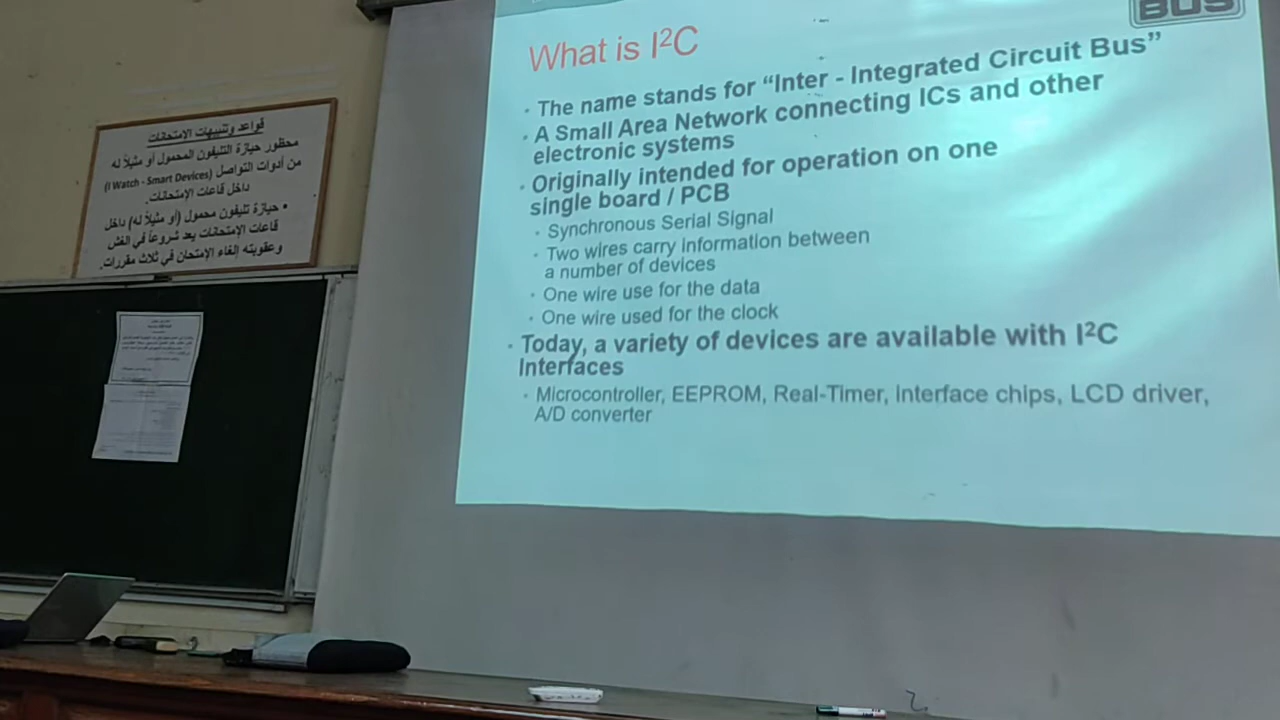 BUS
What is I²C
• The name stands for “Inter - Integrated Circuit Bus”
• A Small Area Network connecting ICs and other
electronic systems
• Originally intended for operation on one
single board / PCB
• Synchronous Serial Signal
• Two wires carry information between
a number of devices
• One wire use for the data
• One wire used for the clock
• Today, a variety of devices are available with I²C
Interfaces
• Microcontroller, EEPROM, Real-Timer, interface chips, LCD driver,
A/D converter
قواعد وتنبيهات الإمتحانات
محظور حيازة التليفون المحمول أو مثيلاً له
من أدوات التواصل (I Watch - Smart Devices)
داخل قاعات الإمتحانات.
• حيازة تليفون محمول (أو مثيلاً له) داخل
قاعات الإمتحانات يعد شروعاً في الغش
وعقوبته إلغاء الإمتحان في ثلاث مقررات.